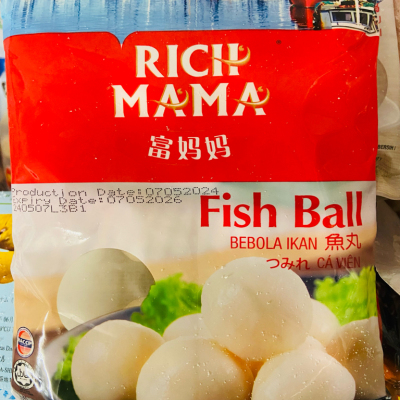 RICH
MAMA
富妈妈
Production Date:07052024
Expiry Date:07052026
240507L3B1
Fish Ball
BEBOLA IKAN 魚丸
つみれ CÁ VIÊN